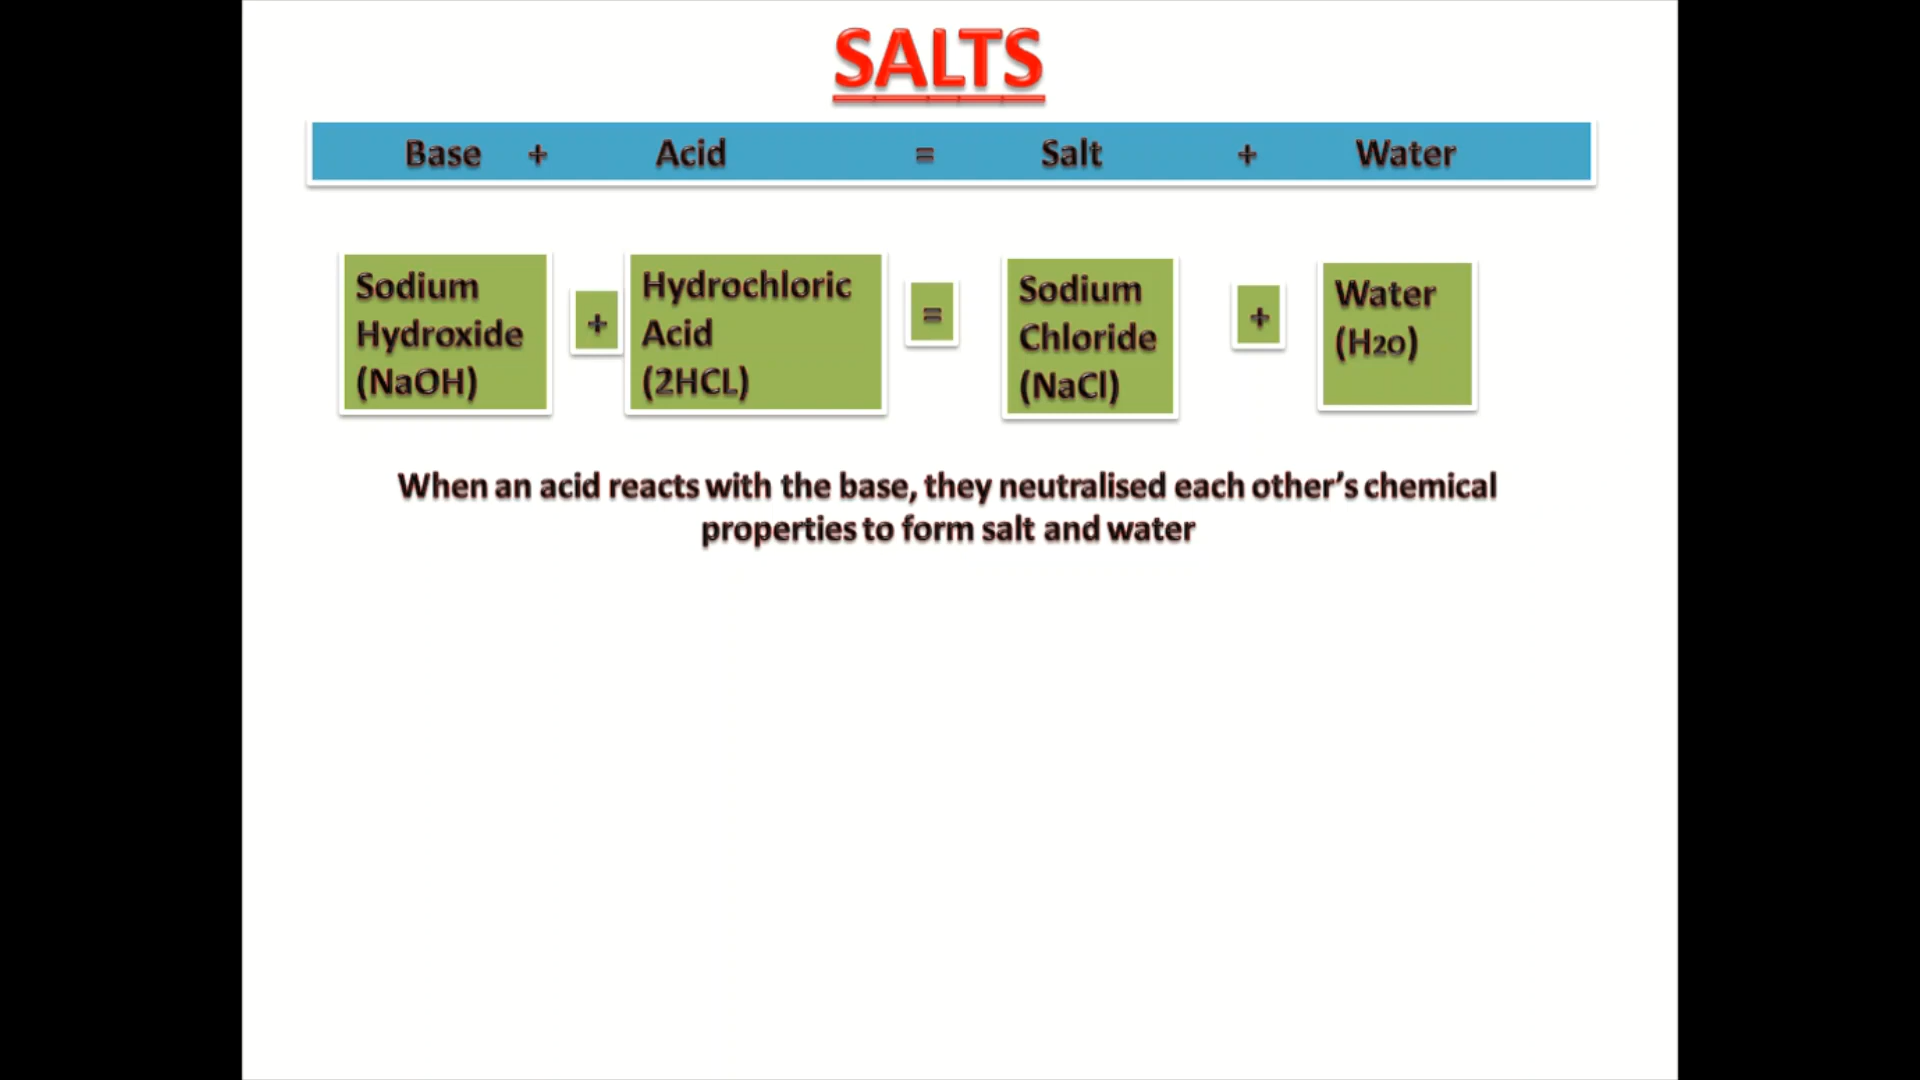 SALTS
Base + Acid = Salt + Water
Sodium
Hydroxide
(NaOH)
+
Hydrochloric
Acid
(2HCL)
=
Sodium
Chloride
(NaCl)
+
Water
(H20)
When an acid reacts with the base, they neutralised each other’s chemical
properties to form salt and water